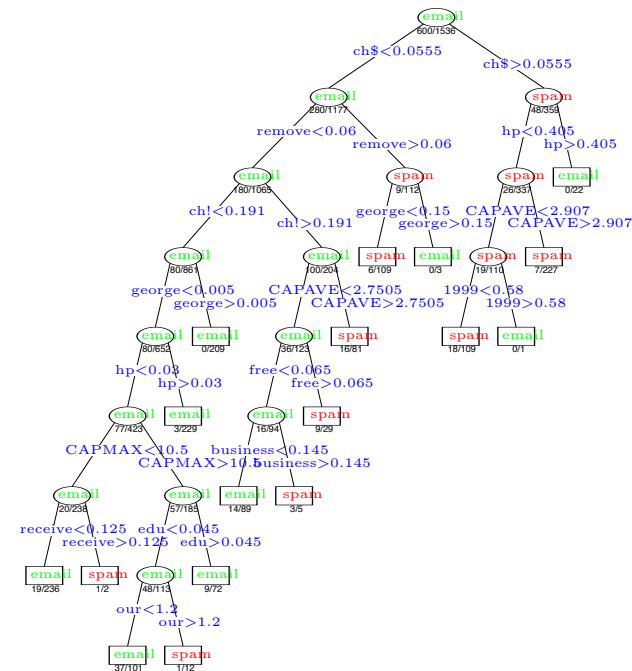 email
600/1536
ch$<0.0555
ch$>0.0555
email
280/1177
spam
48/359
remove<0.06
remove>0.06
hp<0.405
hp>0.405
email
180/1065
spam
9/112
spam
26/337
email
0/22
ch!<0.191
ch!>0.191
george<0.15
george>0.15
CAPAVE<2.907
CAPAVE>2.907
email
80/861
email
100/204
spam
6/109
email
0/3
spam
19/110
spam
7/227
george<0.005
george>0.005
CAPAVE<2.7505
CAPAVE>2.7505
1999<0.58
1999>0.58
email
80/652
email
0/209
email
36/123
spam
16/81
spam
18/109
email
0/1
hp<0.03
hp>0.03
free<0.065
free>0.065
email
77/423
email
3/229
email
16/94
spam
9/29
CAPMAX<10.5
CAPMAX>10.5
business<0.145
business>0.145
email
20/238
email
57/185
email
14/89
spam
3/5
receive<0.125
receive>0.125
edu<0.045
edu>0.045
email
19/236
spam
1/2
email
48/113
email
9/72
our<1.2
our>1.2
email
37/101
spam
1/12